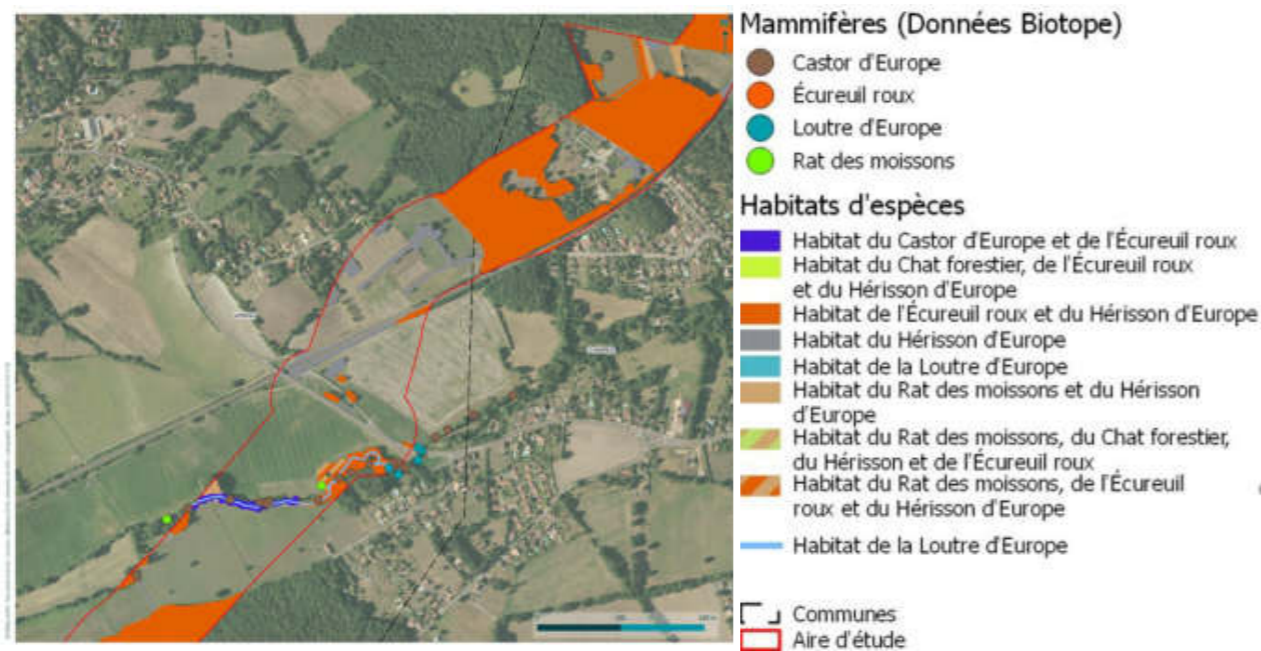 Mammifères (Données Biotope)
Castor d'Europe
Écureuil roux
Loutre d'Europe
Rat des moissons
Habitats d'espèces
Habitat du Castor d'Europe et de l'Écureuil roux
Habitat du Chat forestier, de l'Écureuil roux
et du Hérisson d'Europe
Habitat de l'Écureuil roux et du Hérisson d'Europe
Habitat du Hérisson d'Europe
Habitat de la Loutre d'Europe
Habitat du Rat des moissons et du Hérisson
d'Europe
Habitat du Rat des moissons, du Chat forestier,
du Hérisson et de l'Écureuil roux
Habitat du Rat des moissons, de l'Écureuil
roux et du Hérisson d'Europe
Habitat de la Loutre d'Europe
Communes
Aire d'étude